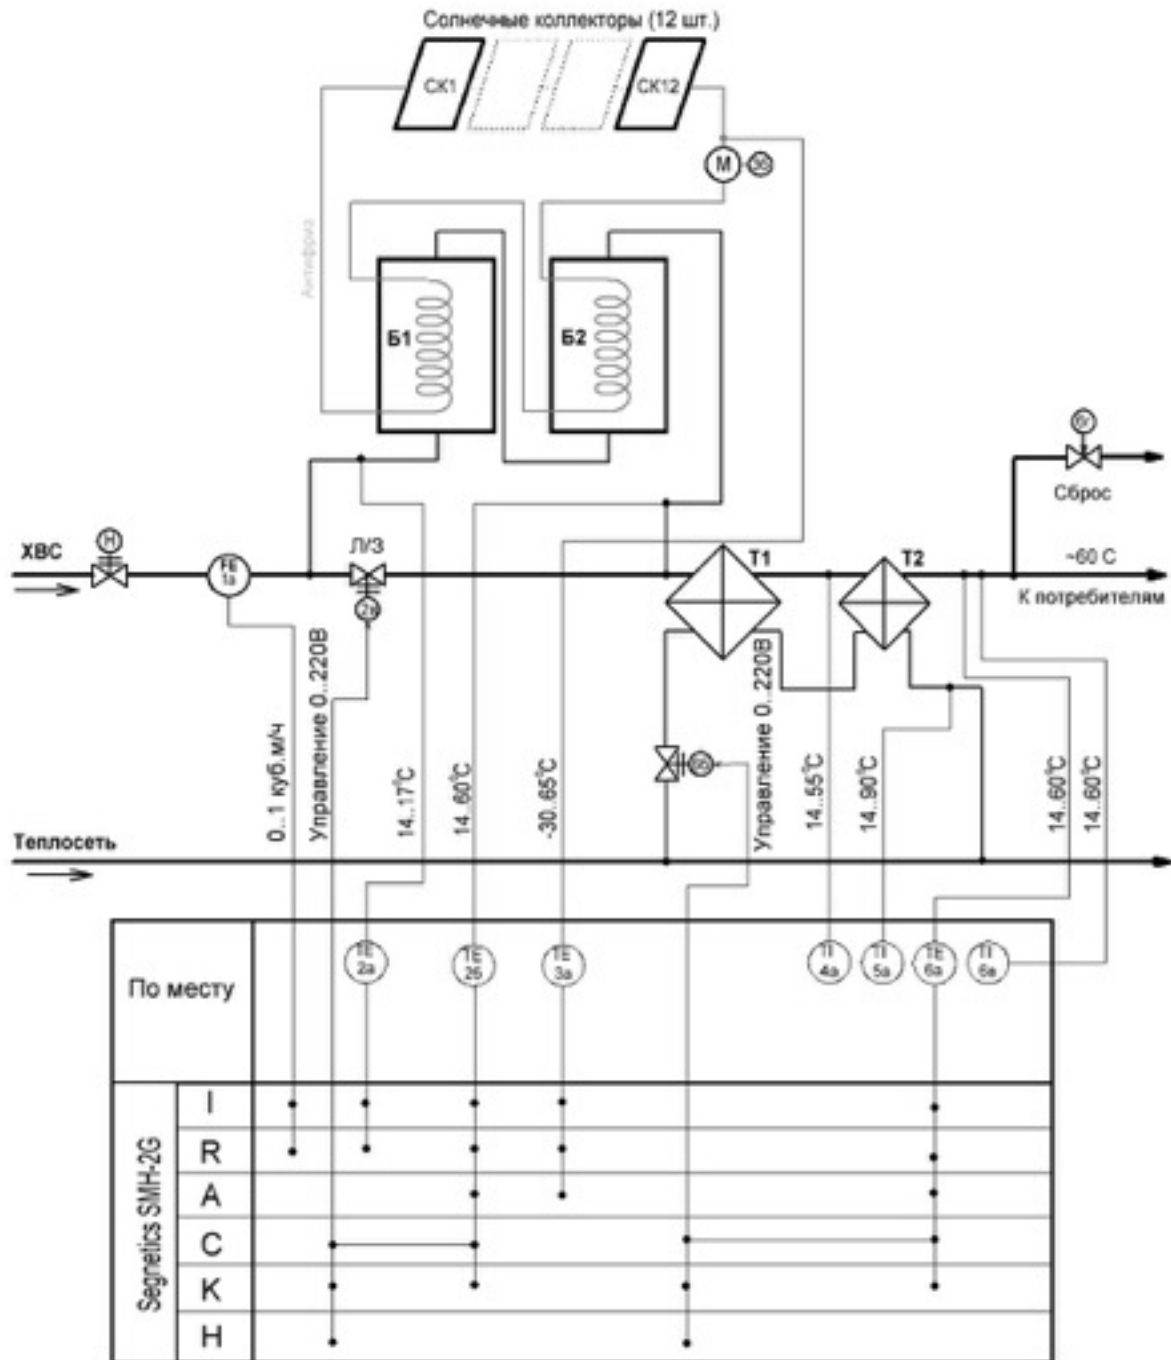 Солнечные коллекторы (12 шт.)
СК1
СК12
М
3б
Антифриз
Б1
Б2
6г
Сброс
ХВС
Н
FE
1а
Л/З
2в
Т1
Т2
~60 С
К потребителям
0..1 куб.м/ч
Управление 0..220В
14..17°С
14..60°С
-30..65°С
Управление 0..220В
14..55°С
14..90°С
14..60°С
14..60°С
Теплосеть
По месту
TE
2а
TE
2б
TE
3а
TI
4а
TI
5а
TE
6а
TI
6в
Segnetics SMH-2G
I
R
A
C
K
H